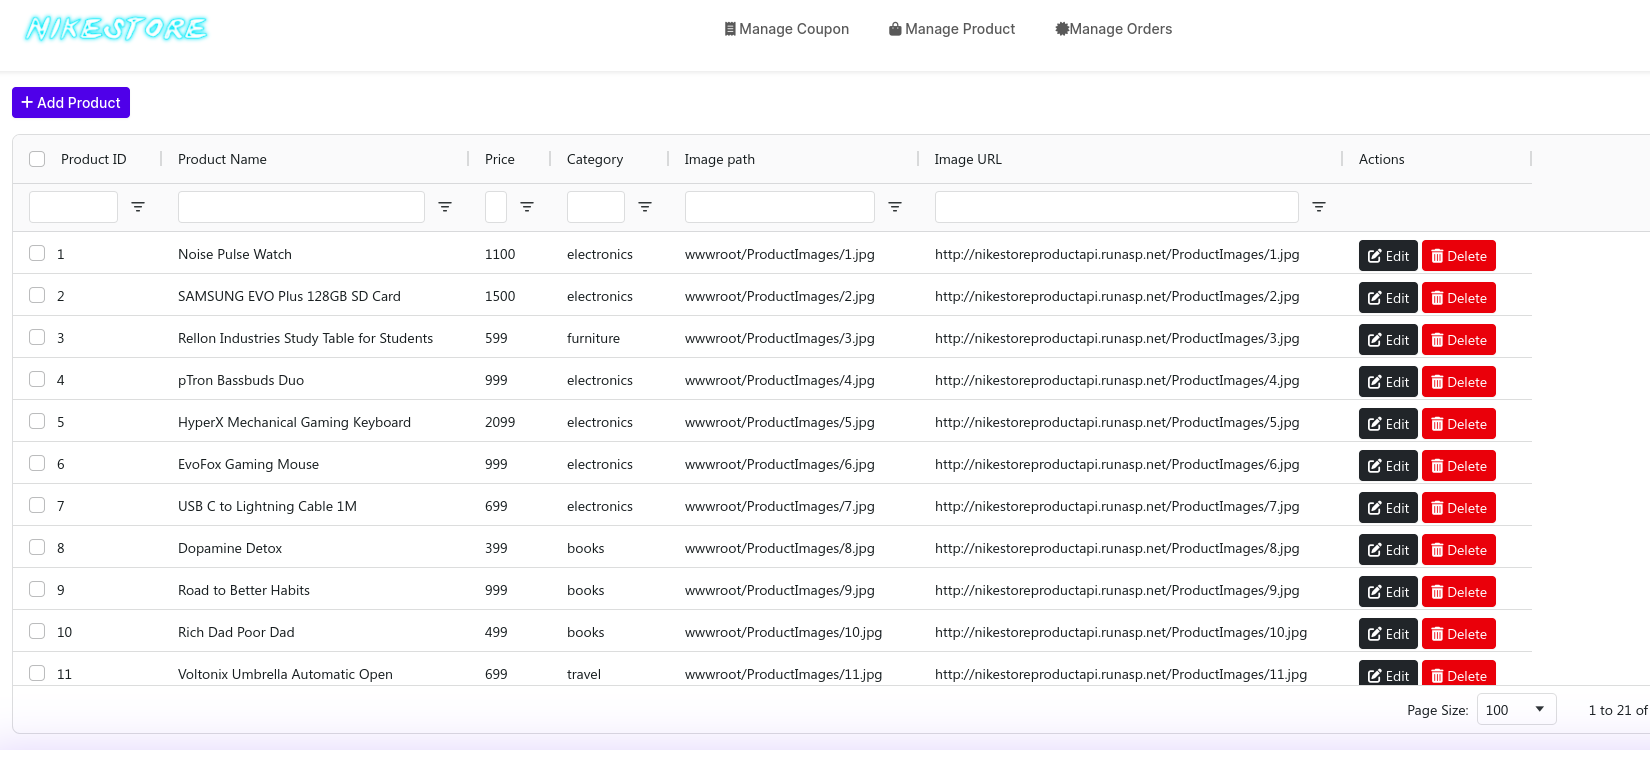 NIKESTORE
Manage Coupon Manage Product Manage Orders
+ Add Product
Product ID Product Name Price Category Image path Image URL Actions
1 Noise Pulse Watch 1100 electronics wwwroot/ProductImages/1.jpg http://nikestoreproductapi.runasp.net/ProductImages/1.jpg Edit Delete
2 SAMSUNG EVO Plus 128GB SD Card 1500 electronics wwwroot/ProductImages/2.jpg http://nikestoreproductapi.runasp.net/ProductImages/2.jpg Edit Delete
3 Rellon Industries Study Table for Students 599 furniture wwwroot/ProductImages/3.jpg http://nikestoreproductapi.runasp.net/ProductImages/3.jpg Edit Delete
4 pTron Bassbuds Duo 999 electronics wwwroot/ProductImages/4.jpg http://nikestoreproductapi.runasp.net/ProductImages/4.jpg Edit Delete
5 HyperX Mechanical Gaming Keyboard 2099 electronics wwwroot/ProductImages/5.jpg http://nikestoreproductapi.runasp.net/ProductImages/5.jpg Edit Delete
6 EvoFox Gaming Mouse 999 electronics wwwroot/ProductImages/6.jpg http://nikestoreproductapi.runasp.net/ProductImages/6.jpg Edit Delete
7 USB C to Lightning Cable 1M 699 electronics wwwroot/ProductImages/7.jpg http://nikestoreproductapi.runasp.net/ProductImages/7.jpg Edit Delete
8 Dopamine Detox 399 books wwwroot/ProductImages/8.jpg http://nikestoreproductapi.runasp.net/ProductImages/8.jpg Edit Delete
9 Road to Better Habits 999 books wwwroot/ProductImages/9.jpg http://nikestoreproductapi.runasp.net/ProductImages/9.jpg Edit Delete
10 Rich Dad Poor Dad 499 books wwwroot/ProductImages/10.jpg http://nikestoreproductapi.runasp.net/ProductImages/10.jpg Edit Delete
11 Voltonix Umbrella Automatic Open 699 travel wwwroot/ProductImages/11.jpg http://nikestoreproductapi.runasp.net/ProductImages/11.jpg Edit Delete
Page Size: 100 1 to 21 of